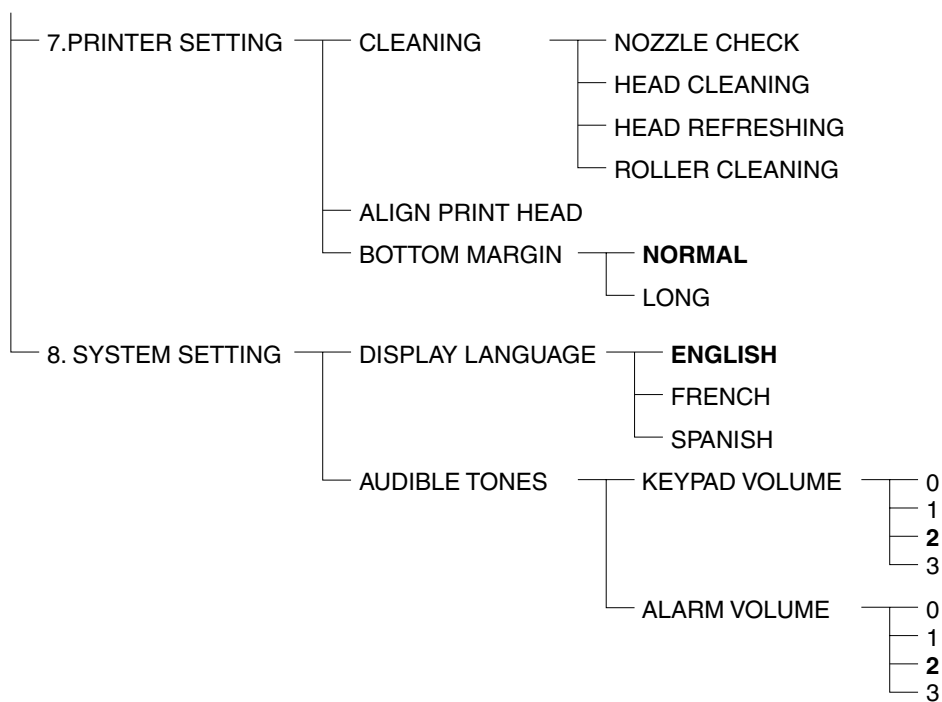 7.PRINTER SETTING CLEANING NOZZLE CHECK
HEAD CLEANING
HEAD REFRESHING
ROLLER CLEANING
ALIGN PRINT HEAD
BOTTOM MARGIN NORMAL
LONG
8. SYSTEM SETTING DISPLAY LANGUAGE ENGLISH
FRENCH
SPANISH
AUDIBLE TONES KEYPAD VOLUME 0
1
2
3
ALARM VOLUME 0
1
2
3